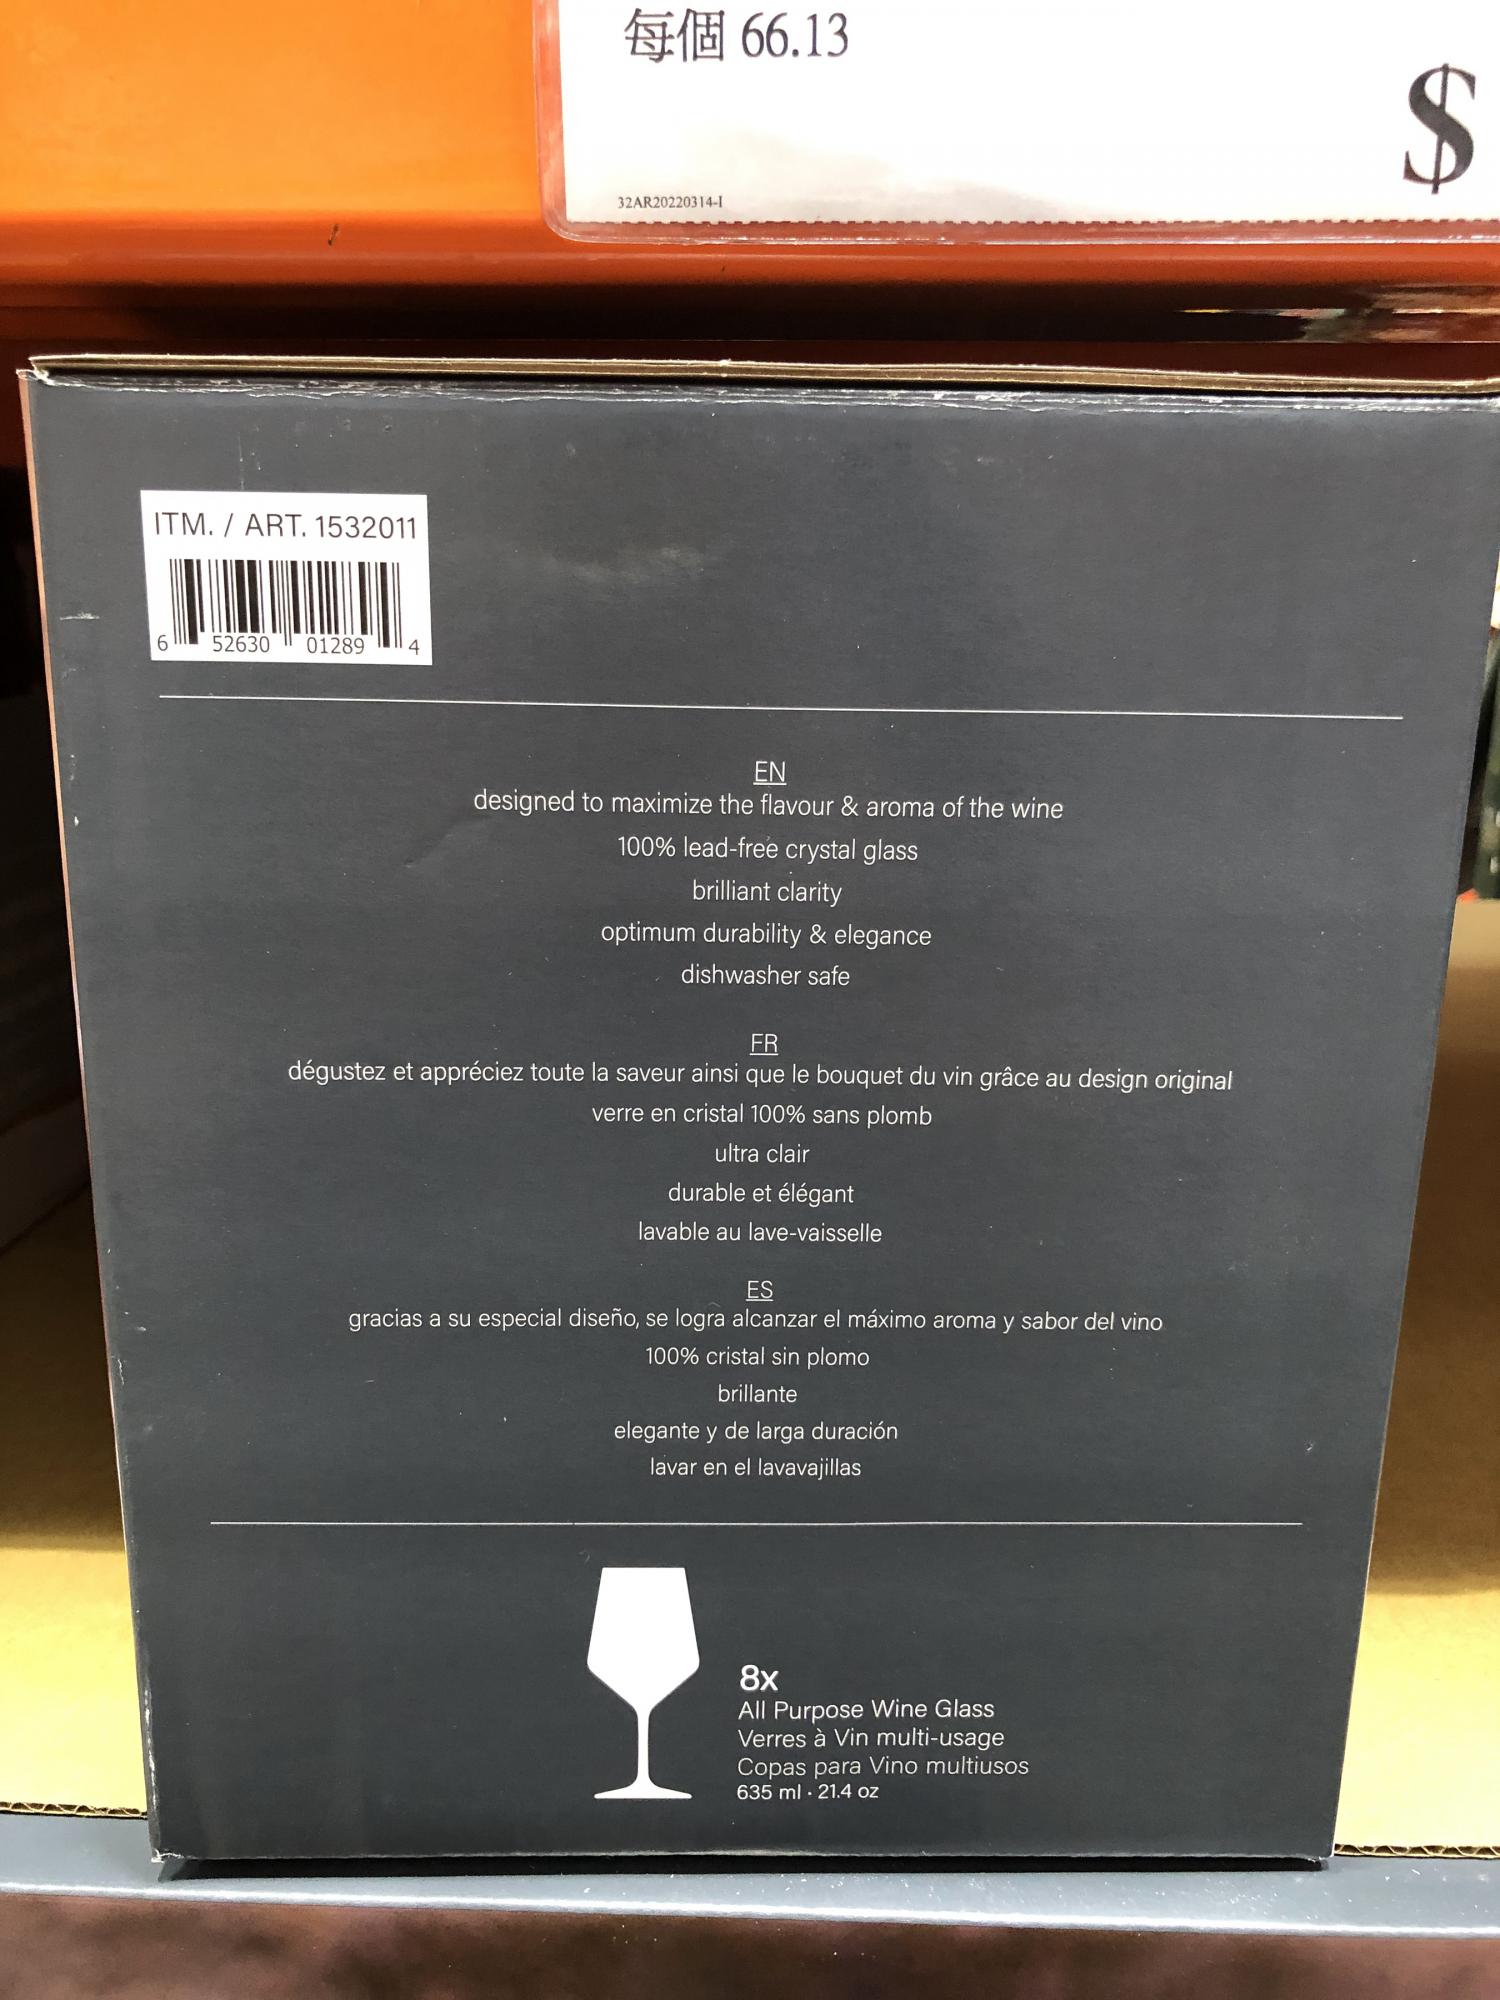 每個 66.13
$
32AR20220314-I
ITM. / ART. 1532011
6 52630 01289 4
EN
designed to maximize the flavour & aroma of the wine
100% lead-free crystal glass
brilliant clarity
optimum durability & elegance
dishwasher safe
FR
dégustez et appréciez toute la saveur ainsi que le bouquet du vin grâce au design original
verre en cristal 100% sans plomb
ultra clair
durable et élégant
lavable au lave-vaisselle
ES
gracias a su especial diseño, se logra alcanzar el máximo aroma y sabor del vino
100% cristal sin plomo
brillante
elegante y de larga duración
lavar en el lavavajillas
8x
All Purpose Wine Glass
Verres à Vin multi-usage
Copas para Vino multiusos
635 ml · 21.4 oz